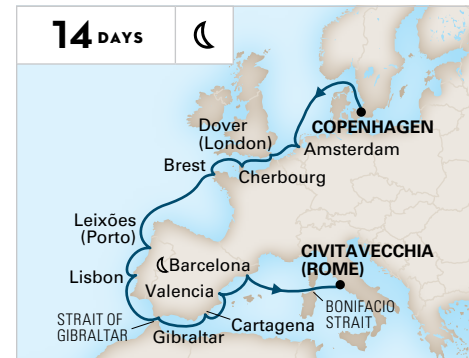 14 DAYS
COPENHAGEN
Dover
(London)
Amsterdam
Brest
Cherbourg
Leixões
(Porto)
CIVITAVECCHIA
(ROME)
Barcelona
Lisbon
Valencia
BONIFACIO
STRAIT
STRAIT OF
GIBRALTAR
Gibraltar
Cartagena